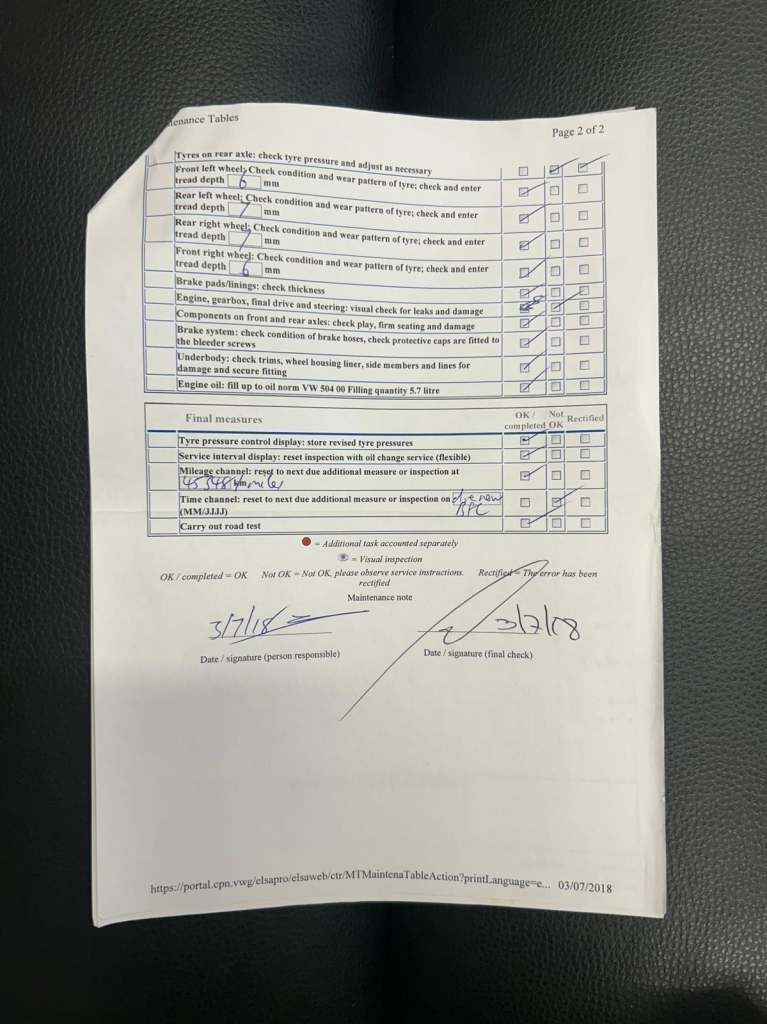 tenance Tables
Page 2 of 2
Tyres on rear axle: check tyre pressure and adjust as necessary
Front left wheel: Check condition and wear pattern of tyre; check and enter
tread depth 6 mm
Rear left wheel: Check condition and wear pattern of tyre; check and enter
tread depth 7 mm
Rear right wheel: Check condition and wear pattern of tyre; check and enter
tread depth 7 mm
Front right wheel: Check condition and wear pattern of tyre; check and enter
tread depth 6 mm
Brake pads/linings: check thickness
Engine, gearbox, final drive and steering: visual check for leaks and damage
Components on front and rear axles: check play, firm seating and damage
Brake system: check condition of brake hoses, check protective caps are fitted to
the bleeder screws
Underbody: check trims, wheel housing liner, side members and lines for
damage and secure fitting
Engine oil: fill up to oil norm VW 504 00 Filling quantity 5.7 litre
Final measures
OK / completed
Not OK
Rectified
Tyre pressure control display: store revised tyre pressures
Service interval display: reset inspection with oil change service (flexible)
Mileage channel: reset to next due additional measure or inspection at
miles
Time channel: reset to next due additional measure or inspection on
(MM/JJJJ)
Carry out road test
= Additional task accounted separately
= Visual inspection
OK / completed = OK Not OK = Not OK, please observe service instructions. Rectified = The error has been
rectified
Maintenance note
3/7/18 3/7/18
Date / signature (person responsible) Date / signature (final check)
https://portal.cpn.vwg/elsapro/elsaweb/ctr/MTMaintenaTableAction?printLanguage=e... 03/07/2018